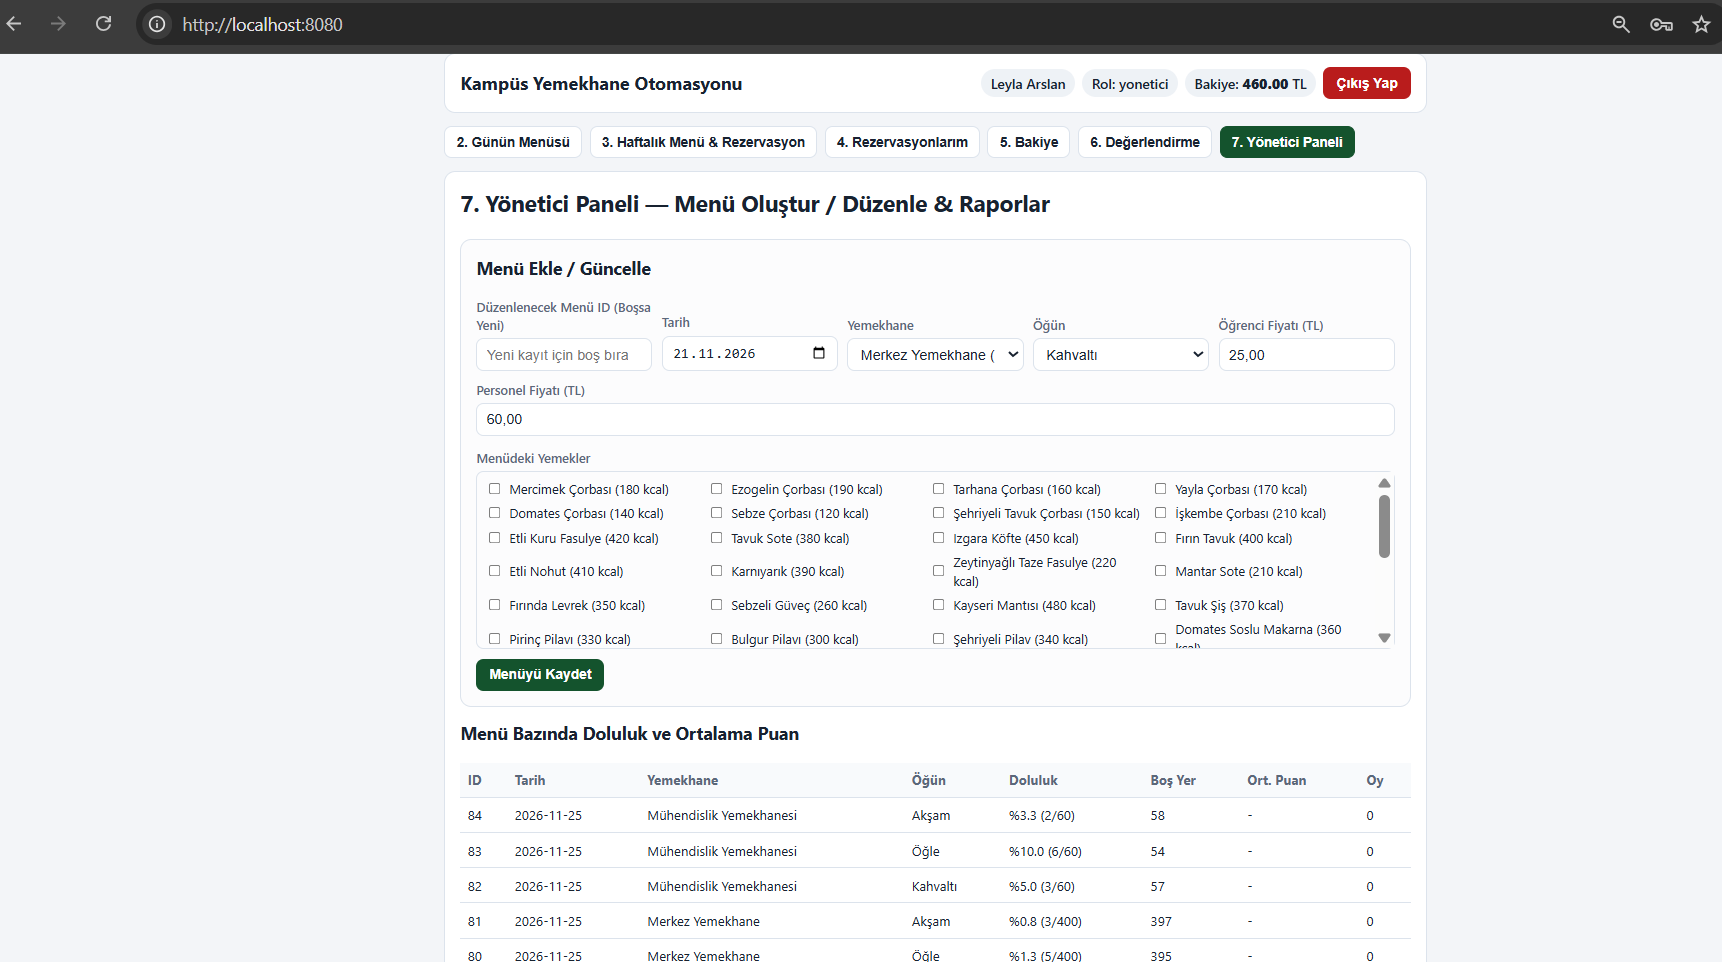 http://localhost:8080
Kampüs Yemekhane Otomasyonu
Leyla Arslan
Rol: yonetici
Bakiye: 460.00 TL
Çıkış Yap
2. Günün Menüsü
3. Haftalık Menü & Rezervasyon
4. Rezervasyonlarım
5. Bakiye
6. Değerlendirme
7. Yönetici Paneli
7. Yönetici Paneli — Menü Oluştur / Düzenle & Raporlar
Menü Ekle / Güncelle
Düzenlenecek Menü ID (Boşsa
Yeni)
Yeni kayıt için boş bıra
Tarih
21.11.2026
Yemekhane
Merkez Yemekhane (
Öğün
Kahvaltı
Öğrenci Fiyatı (TL)
25,00
Personel Fiyatı (TL)
60,00
Menüdeki Yemekler
Mercimek Çorbası (180 kcal) Ezogelin Çorbası (190 kcal) Tarhana Çorbası (160 kcal) Yayla Çorbası (170 kcal)
Domates Çorbası (140 kcal) Sebze Çorbası (120 kcal) Şehriyeli Tavuk Çorbası (150 kcal) İşkembe Çorbası (210 kcal)
Etli Kuru Fasulye (420 kcal) Tavuk Sote (380 kcal) Izgara Köfte (450 kcal) Fırın Tavuk (400 kcal)
Etli Nohut (410 kcal) Karnıyarık (390 kcal) Zeytinyağlı Taze Fasulye (220
kcal) Mantar Sote (210 kcal)
Fırında Levrek (350 kcal) Sebzeli Güveç (260 kcal) Kayseri Mantısı (480 kcal) Tavuk Şiş (370 kcal)
Pirinç Pilavı (330 kcal) Bulgur Pilavı (300 kcal) Şehriyeli Pilav (340 kcal) Domates Soslu Makarna (360
kcal)
Menüyü Kaydet
Menü Bazında Doluluk ve Ortalama Puan
ID Tarih Yemekhane Öğün Doluluk Boş Yer Ort. Puan Oy
84 2026-11-25 Mühendislik Yemekhanesi Akşam %3.3 (2/60) 58 - 0
83 2026-11-25 Mühendislik Yemekhanesi Öğle %10.0 (6/60) 54 - 0
82 2026-11-25 Mühendislik Yemekhanesi Kahvaltı %5.0 (3/60) 57 - 0
81 2026-11-25 Merkez Yemekhane Akşam %0.8 (3/400) 397 - 0
80 2026-11-25 Merkez Yemekhane Öğle %1.3 (5/400) 395 - 0